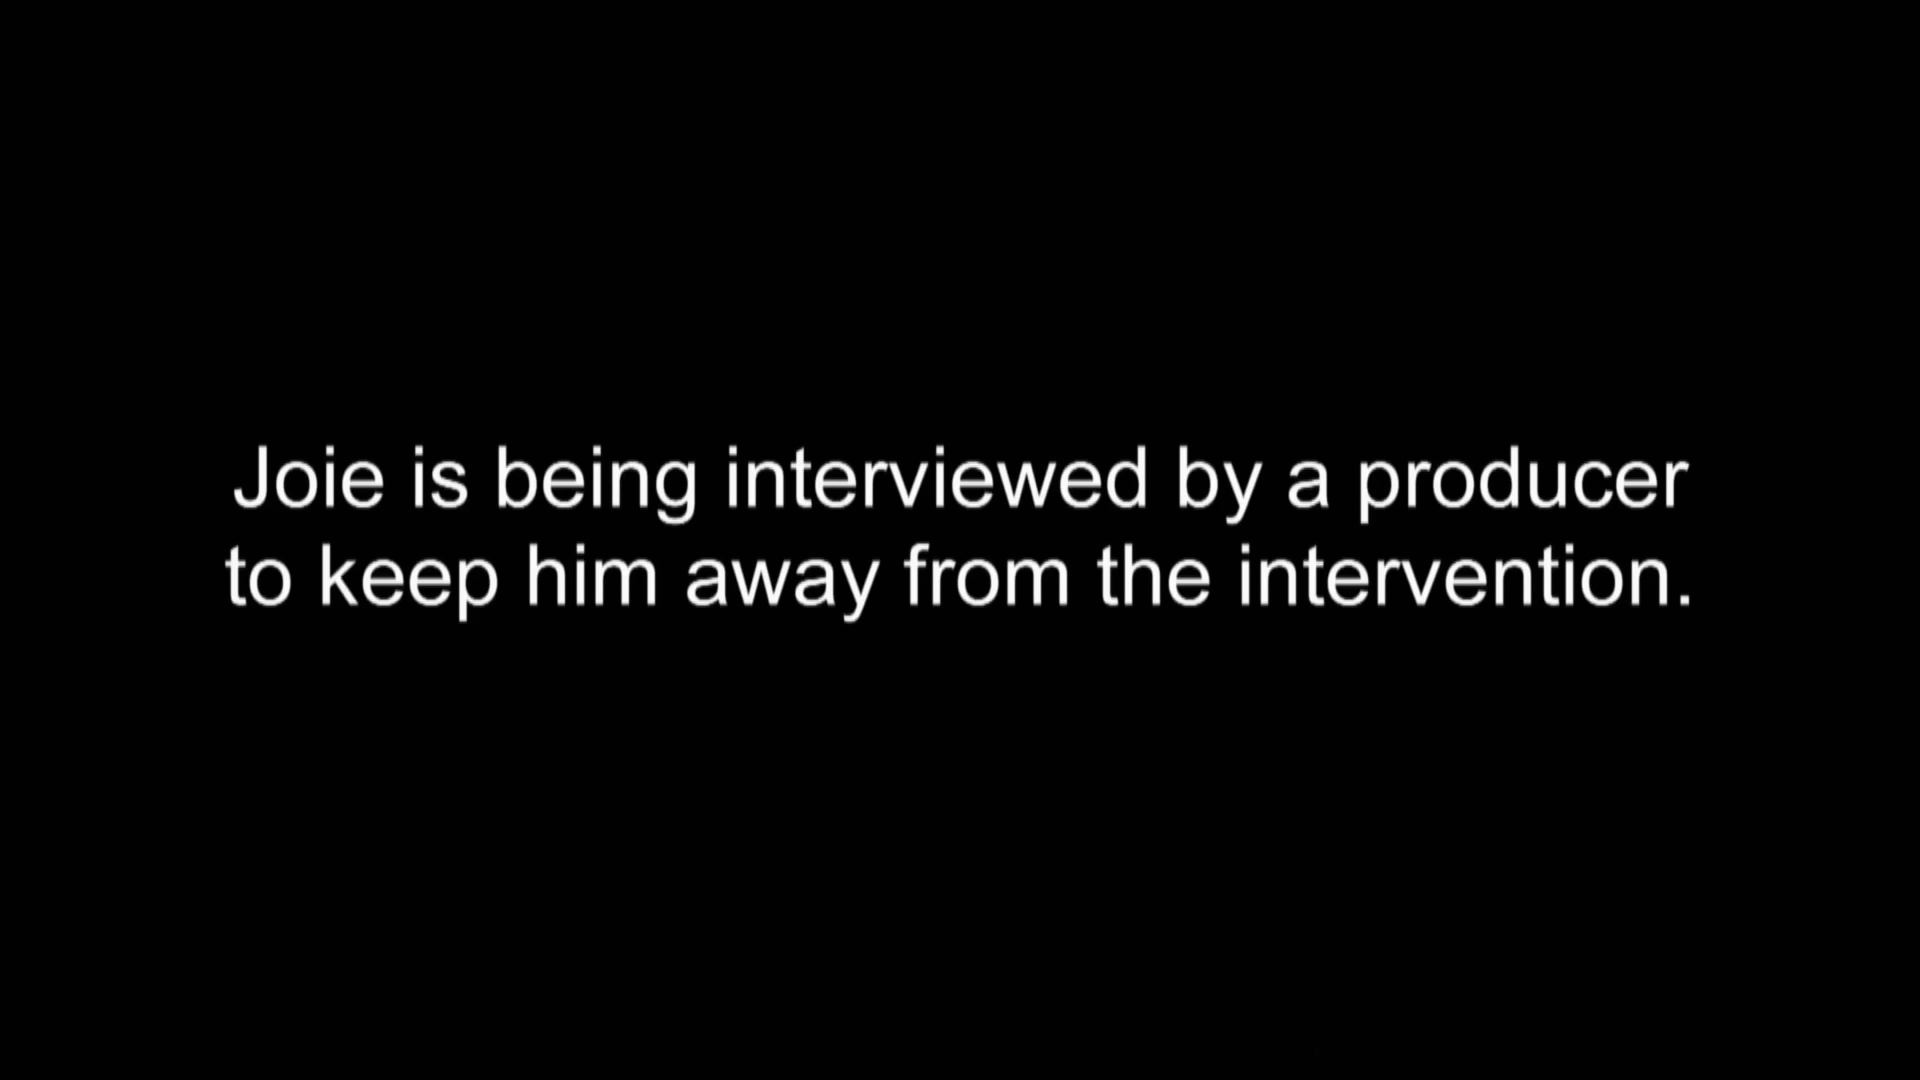 Joie is being interviewed by a producer
to keep him away from the intervention.